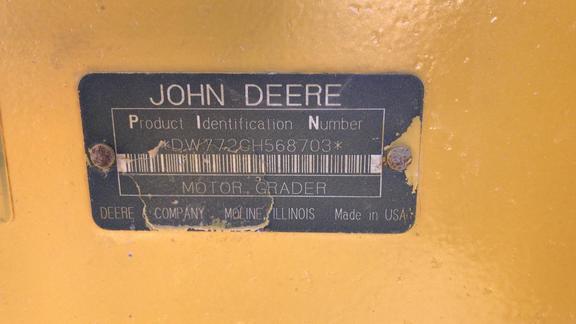 JOHN DEERE
Product Identification Number
*DW772CH568703*
MOTOR GRADER
DEERE & COMPANY MOLINE, ILLINOIS Made in USA